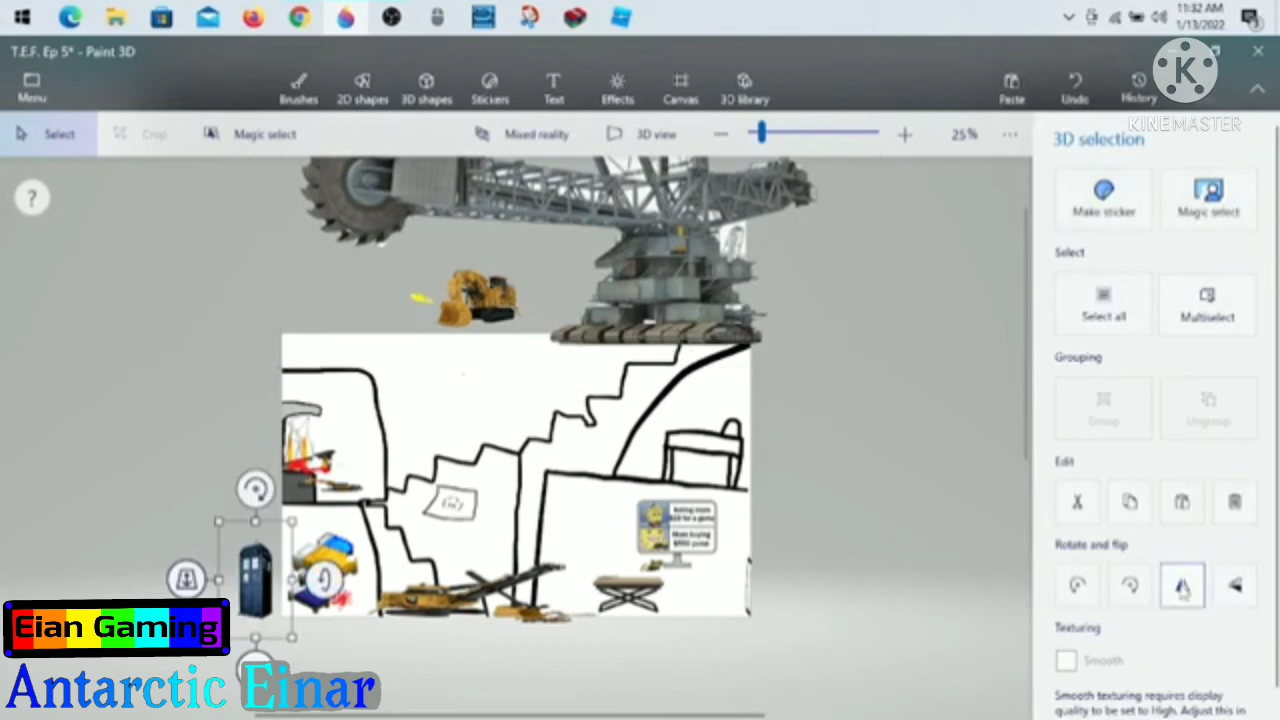 11:32 AM
1/13/2022
T.E.F. Ep 5* - Paint 3D
K
KINEMASTER
Menu
Brushes
2D shapes
3D shapes
Stickers
Text
Effects
Canvas
3D library
Paste
Undo
History
Select
Crop
Magic select
Mixed reality
3D view
25%
3D selection
?
Make sticker
Magic select
Select
Select all
Multiselect
Grouping
Group
Ungroup
Edit
Rotate and flip
Texturing
Smooth
Smooth texturing requires display
quality to be set to High. Adjust this in
Eian Gaming
Antarctic Einar